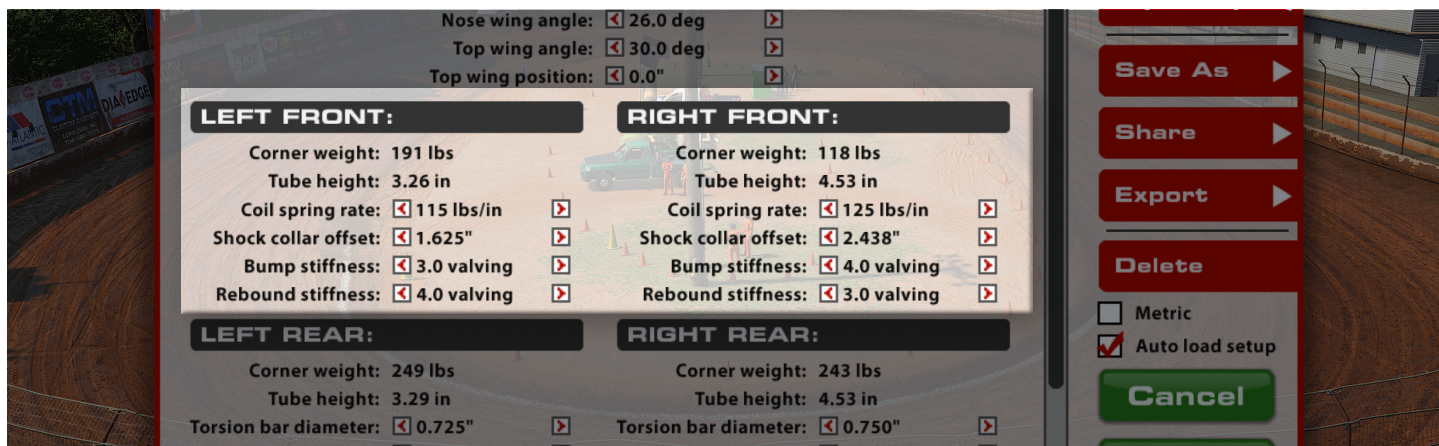 Nose wing angle: 26.0 deg
Top wing angle: 30.0 deg
Top wing position: 0.0"
Save As
Share
Export
Delete
Metric
Auto load setup
Cancel
LEFT FRONT:
Corner weight: 191 lbs
Tube height: 3.26 in
Coil spring rate: 115 lbs/in
Shock collar offset: 1.625"
Bump stiffness: 3.0 valving
Rebound stiffness: 4.0 valving
RIGHT FRONT:
Corner weight: 118 lbs
Tube height: 4.53 in
Coil spring rate: 125 lbs/in
Shock collar offset: 2.438"
Bump stiffness: 4.0 valving
Rebound stiffness: 3.0 valving
LEFT REAR:
Corner weight: 249 lbs
Tube height: 3.29 in
Torsion bar diameter: 0.725"
RIGHT REAR:
Corner weight: 243 lbs
Tube height: 4.53 in
Torsion bar diameter: 0.750"
CTM
DIAEDGE